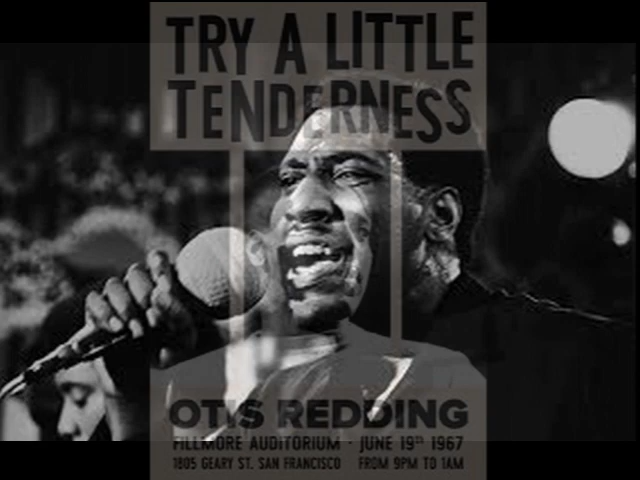 TRY A LITTLE
TENDERNESS
OTIS REDDING
FILLMORE AUDITORIUM - JUNE 19th 1967
1805 GEARY ST. SAN FRANCISCO FROM 9PM TO 1AM